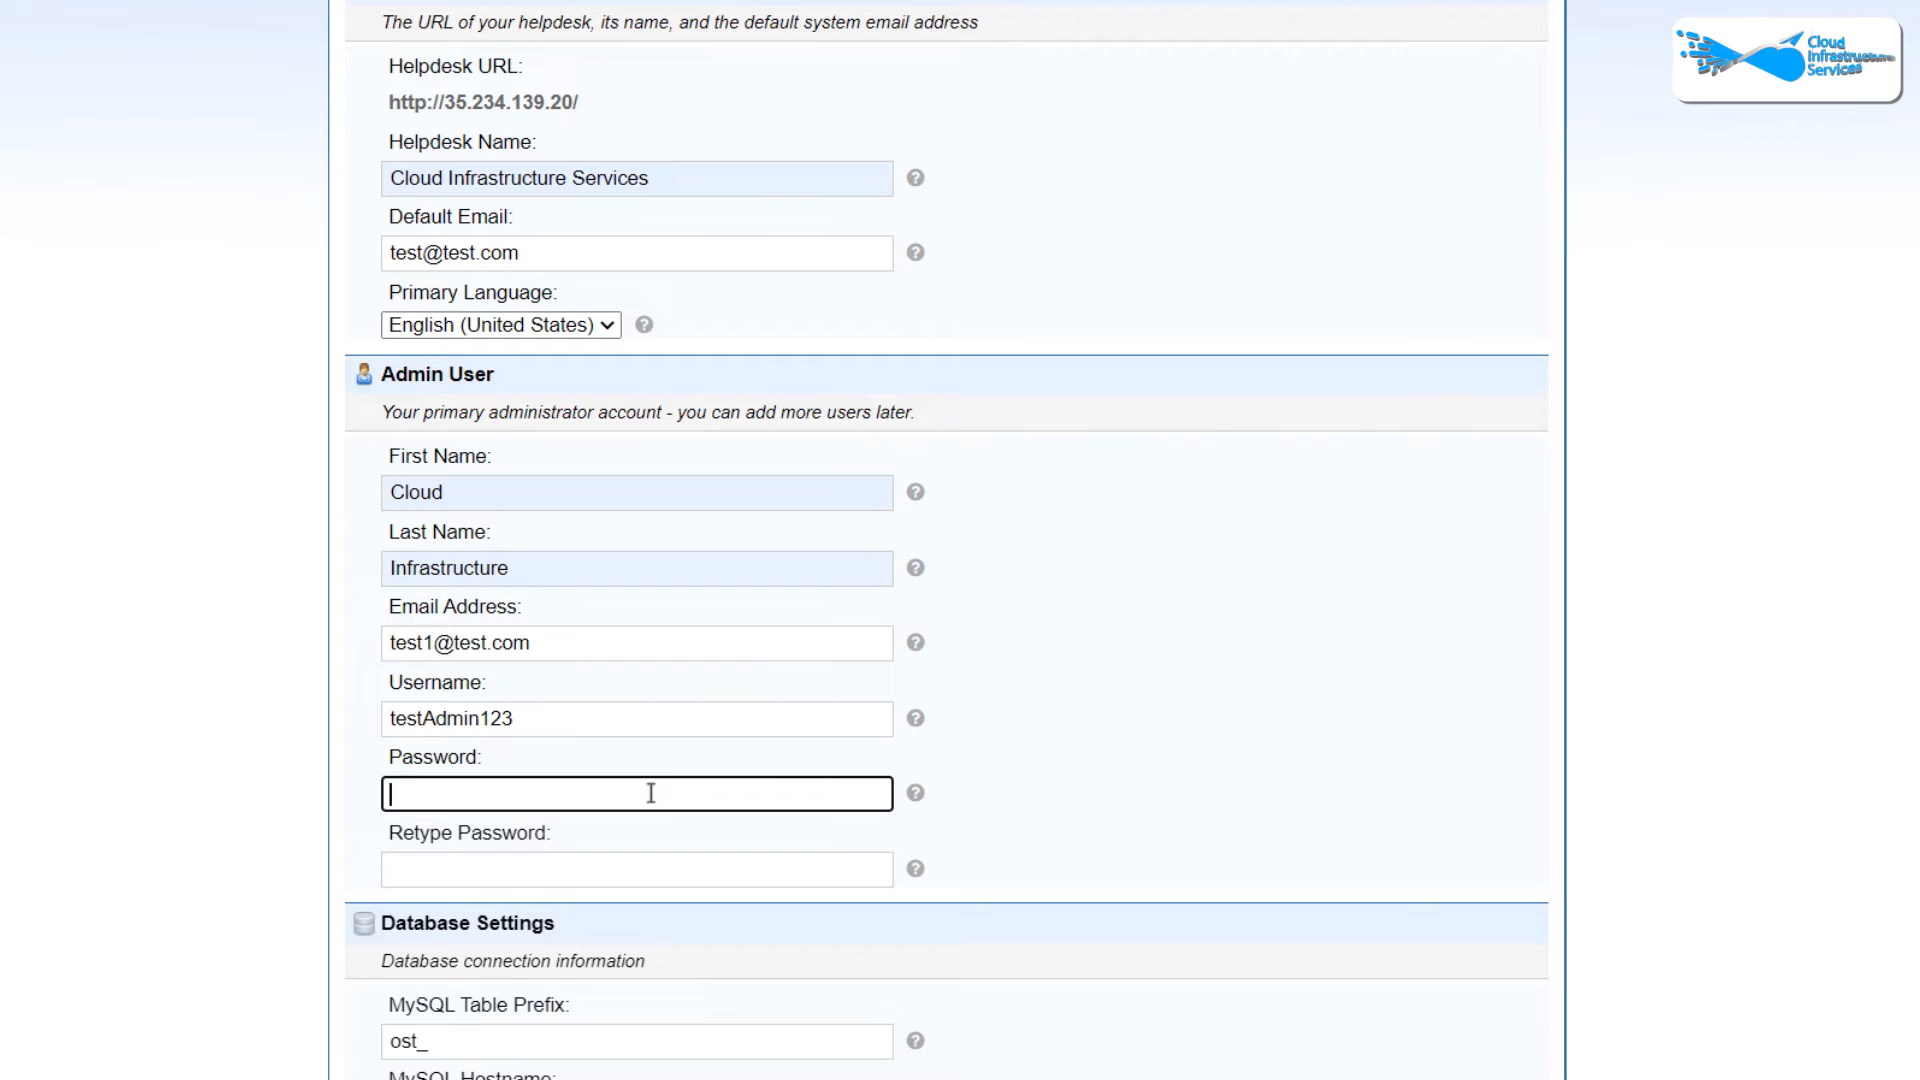 The URL of your helpdesk, its name, and the default system email address
Cloud
Infrastructure
Services
Helpdesk URL:
http://35.234.139.20/
Helpdesk Name:
Cloud Infrastructure Services
Default Email:
test@test.com
Primary Language:
English (United States)
Admin User
Your primary administrator account - you can add more users later.
First Name:
Cloud
Last Name:
Infrastructure
Email Address:
test1@test.com
Username:
testAdmin123
Password:
Retype Password:
Database Settings
Database connection information
MySQL Table Prefix:
ost_
MySQL Hostname: